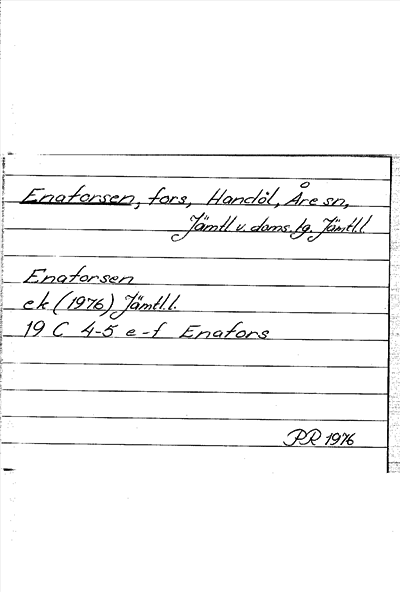 Enaforsen, fors, Handöl, Åre sn,
Jämtl v. doms.fg. Jämtl.l.
Enaforsen
ek (1976) Jämtl.l.
19 C 4-5 e-f Enafors
PR 1976